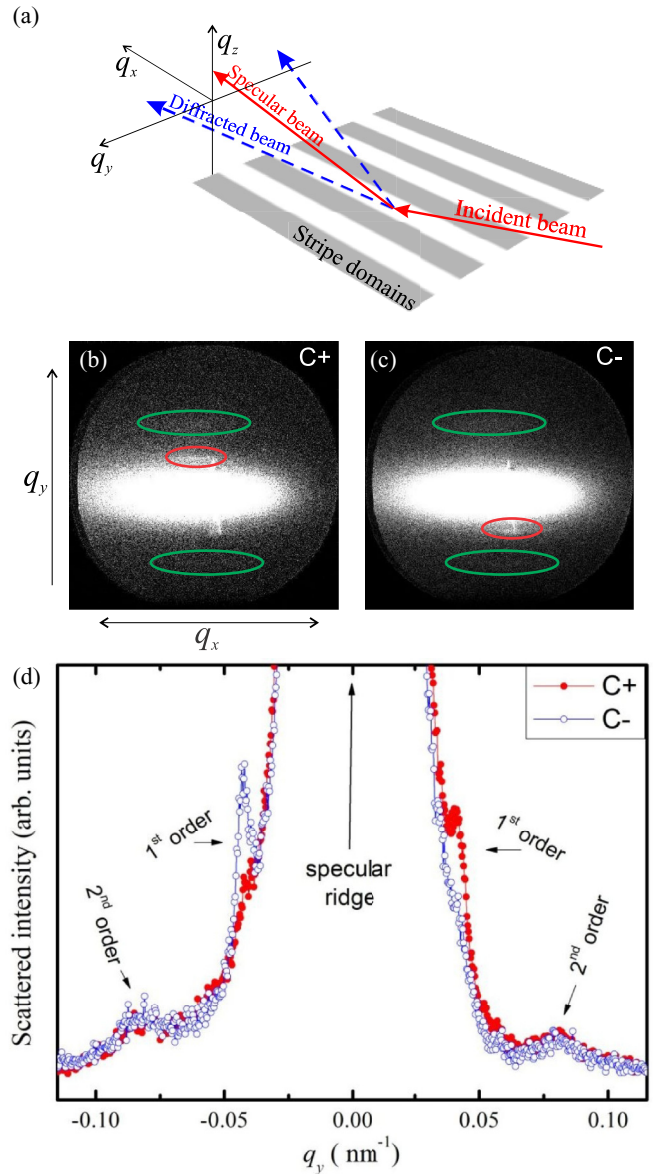 (a)
q_z
q_x
q_y
Specular beam
Diffracted beam
Incident beam
Stripe domains
(b)
C+
(c)
C-
q_y
q_x
(d)
C+
C-
1st order
1st order
specular
ridge
2nd order
2nd order
Scattered intensity (arb. units)
-0.10
-0.05
0.00
0.05
0.10
q_y ( nm⁻¹)